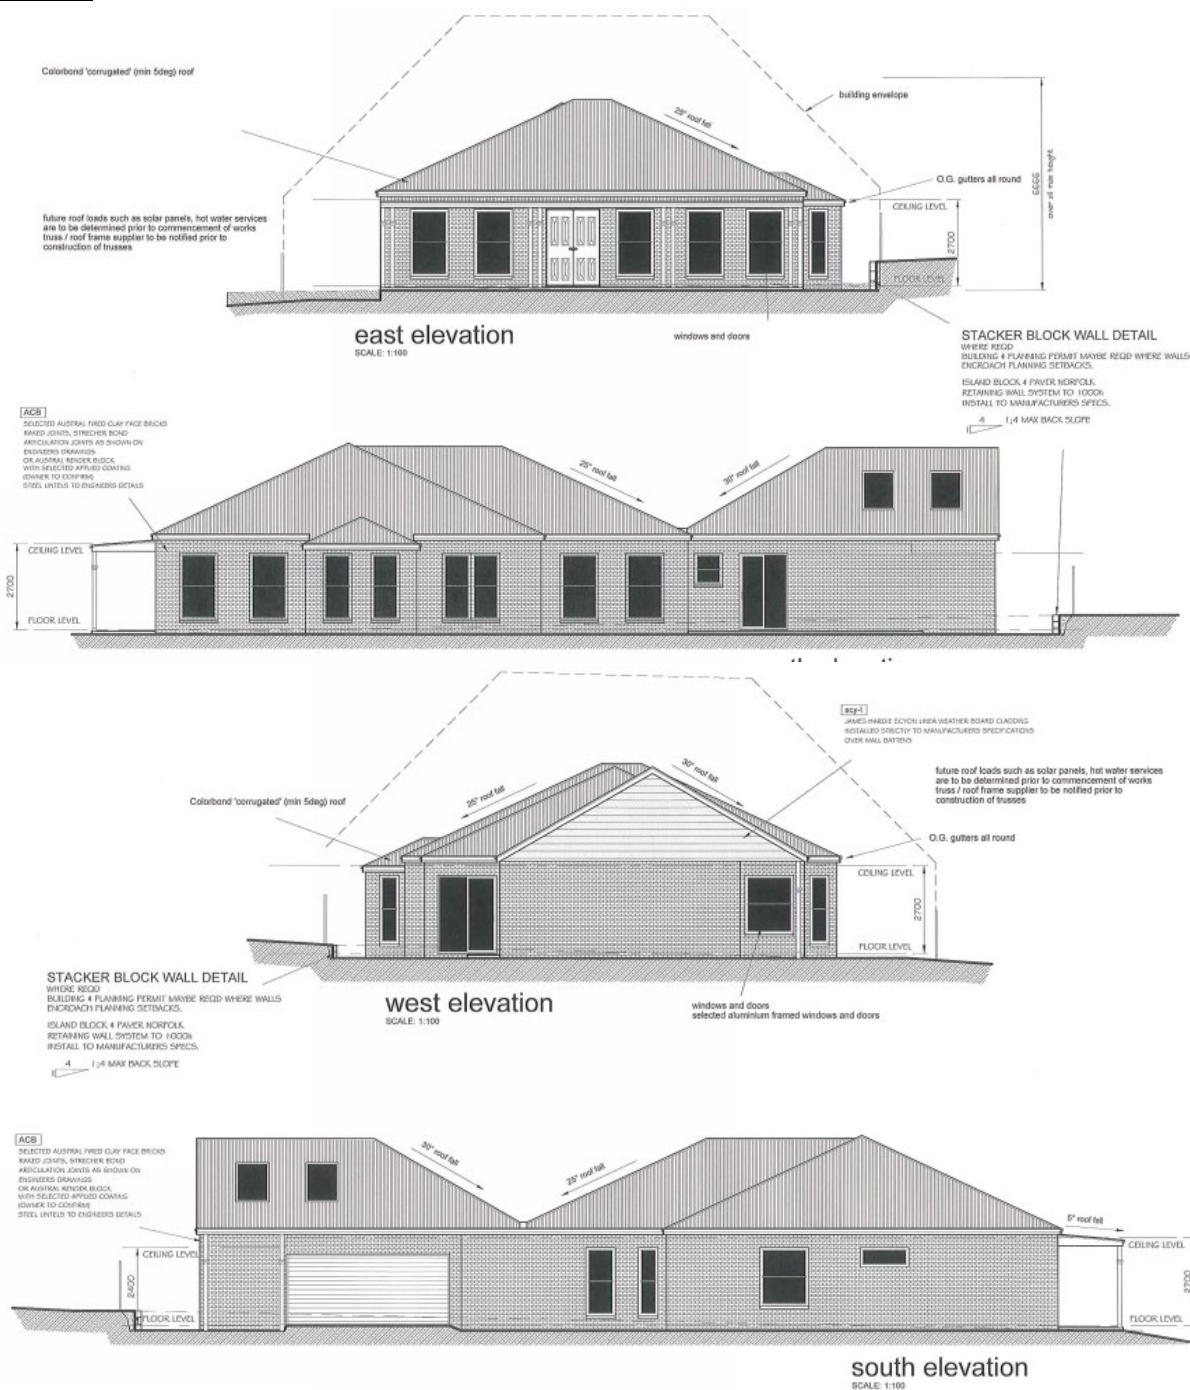 Colorbond 'corrugated' (min 5deg) roof
25° roof fall
building envelope
O.G. gutters all round
CEILING LEVEL
2700
over all max height
FLOOR LEVEL
future roof loads such as solar panels, hot water services
are to be determined prior to commencement of works
truss / roof frame supplier to be notified prior to
construction of trusses
east elevation
SCALE: 1:100
windows and doors
STACKER BLOCK WALL DETAIL
WHERE REQD
BUILDING & PLANNING PERMIT MAYBE REQD WHERE WALLS
ENCROACH PLANNING SETBACKS.
ISLAND BLOCK & PAVER NORFOLK
RETAINING WALL SYSTEM TO 1000h
INSTALL TO MANUFACTURERS SPECS.
4
1 1;4 MAX BACK SLOPE
ACB
SELECTED AUSTRAL FIRED CLAY FACE BRICKS
RAKED JOINTS, STRECHER BOND
ARTICULATION JOINTS AS SHOWN ON
ENGINEERS DRAWINGS
OR AUSTRAL RENDER BLOCK
WITH SELECTED APPLIED COATING
(OWNER TO CONFIRM)
STEEL LINTELS TO ENGINEERS DETAILS
25° roof fall
30° roof fall
CEILING LEVEL
2700
FLOOR LEVEL
scy-l
JAMES HARDIE SCYON LINEA WEATHER BOARD CLADDING
INSTALLED STRICTLY TO MANUFACTURERS SPECIFICATIONS
OVER WALL BATTENS
Colorbond 'corrugated' (min 5deg) roof
25° roof fall
30° roof fall
future roof loads such as solar panels, hot water services
are to be determined prior to commencement of works
truss / roof frame supplier to be notified prior to
construction of trusses
O.G. gutters all round
CEILING LEVEL
2700
FLOOR LEVEL
STACKER BLOCK WALL DETAIL
WHERE REQD
BUILDING & PLANNING PERMIT MAYBE REQD WHERE WALLS
ENCROACH PLANNING SETBACKS.
ISLAND BLOCK & PAVER NORFOLK
RETAINING WALL SYSTEM TO 1000h
INSTALL TO MANUFACTURERS SPECS.
4
1 1;4 MAX BACK SLOPE
west elevation
SCALE: 1:100
windows and doors
selected aluminium framed windows and doors
ACB
SELECTED AUSTRAL FIRED CLAY FACE BRICKS
RAKED JOINTS, STRECHER BOND
ARTICULATION JOINTS AS SHOWN ON
ENGINEERS DRAWINGS
OR AUSTRAL RENDER BLOCK
WITH SELECTED APPLIED COATING
(OWNER TO CONFIRM)
STEEL LINTELS TO ENGINEERS DETAILS
30° roof fall
25° roof fall
5° roof fall
CEILING LEVEL
2400
FLOOR LEVEL
CEILING LEVEL
2700
FLOOR LEVEL
south elevation
SCALE: 1:100